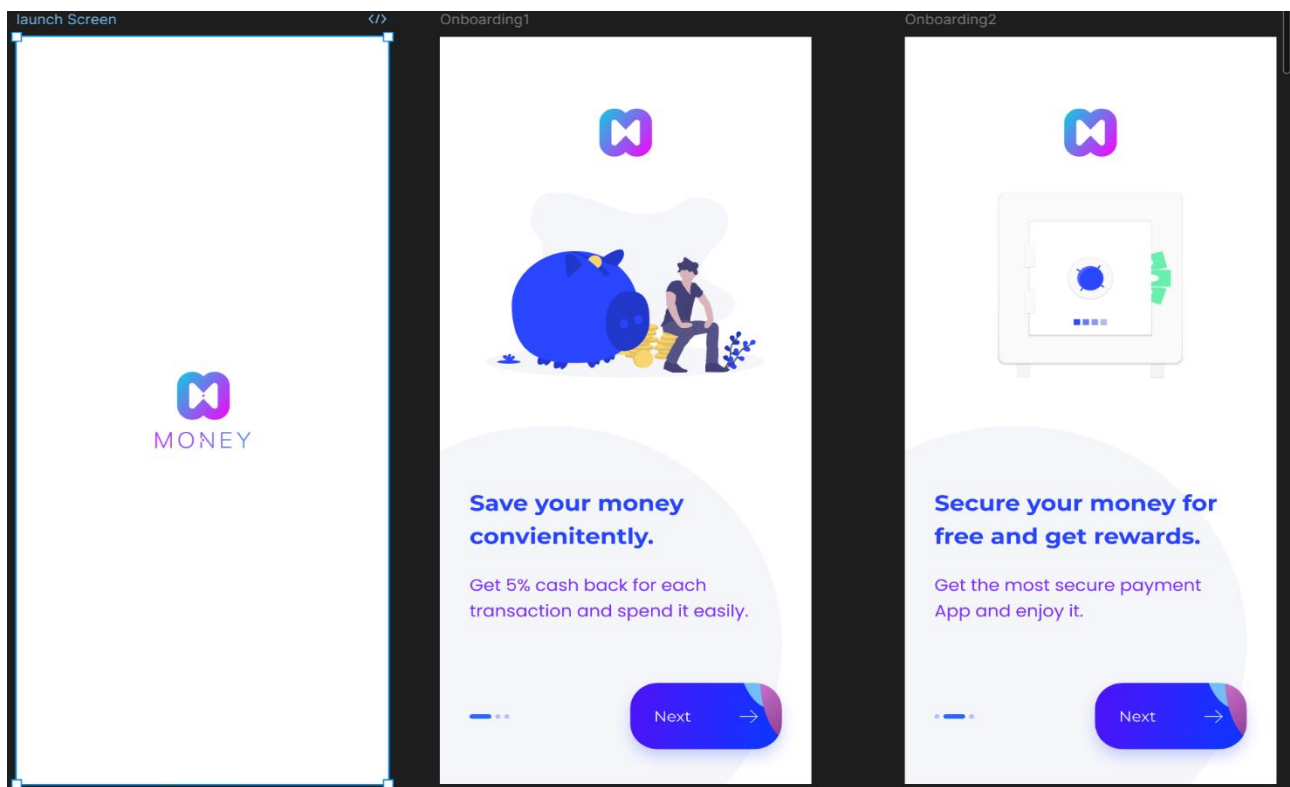 launch Screen
</>
Onboarding1
Onboarding2
MONEY
Save your money
convienitently.
Get 5% cash back for each
transaction and spend it easily.
Next
Secure your money for
free and get rewards.
Get the most secure payment
App and enjoy it.
Next